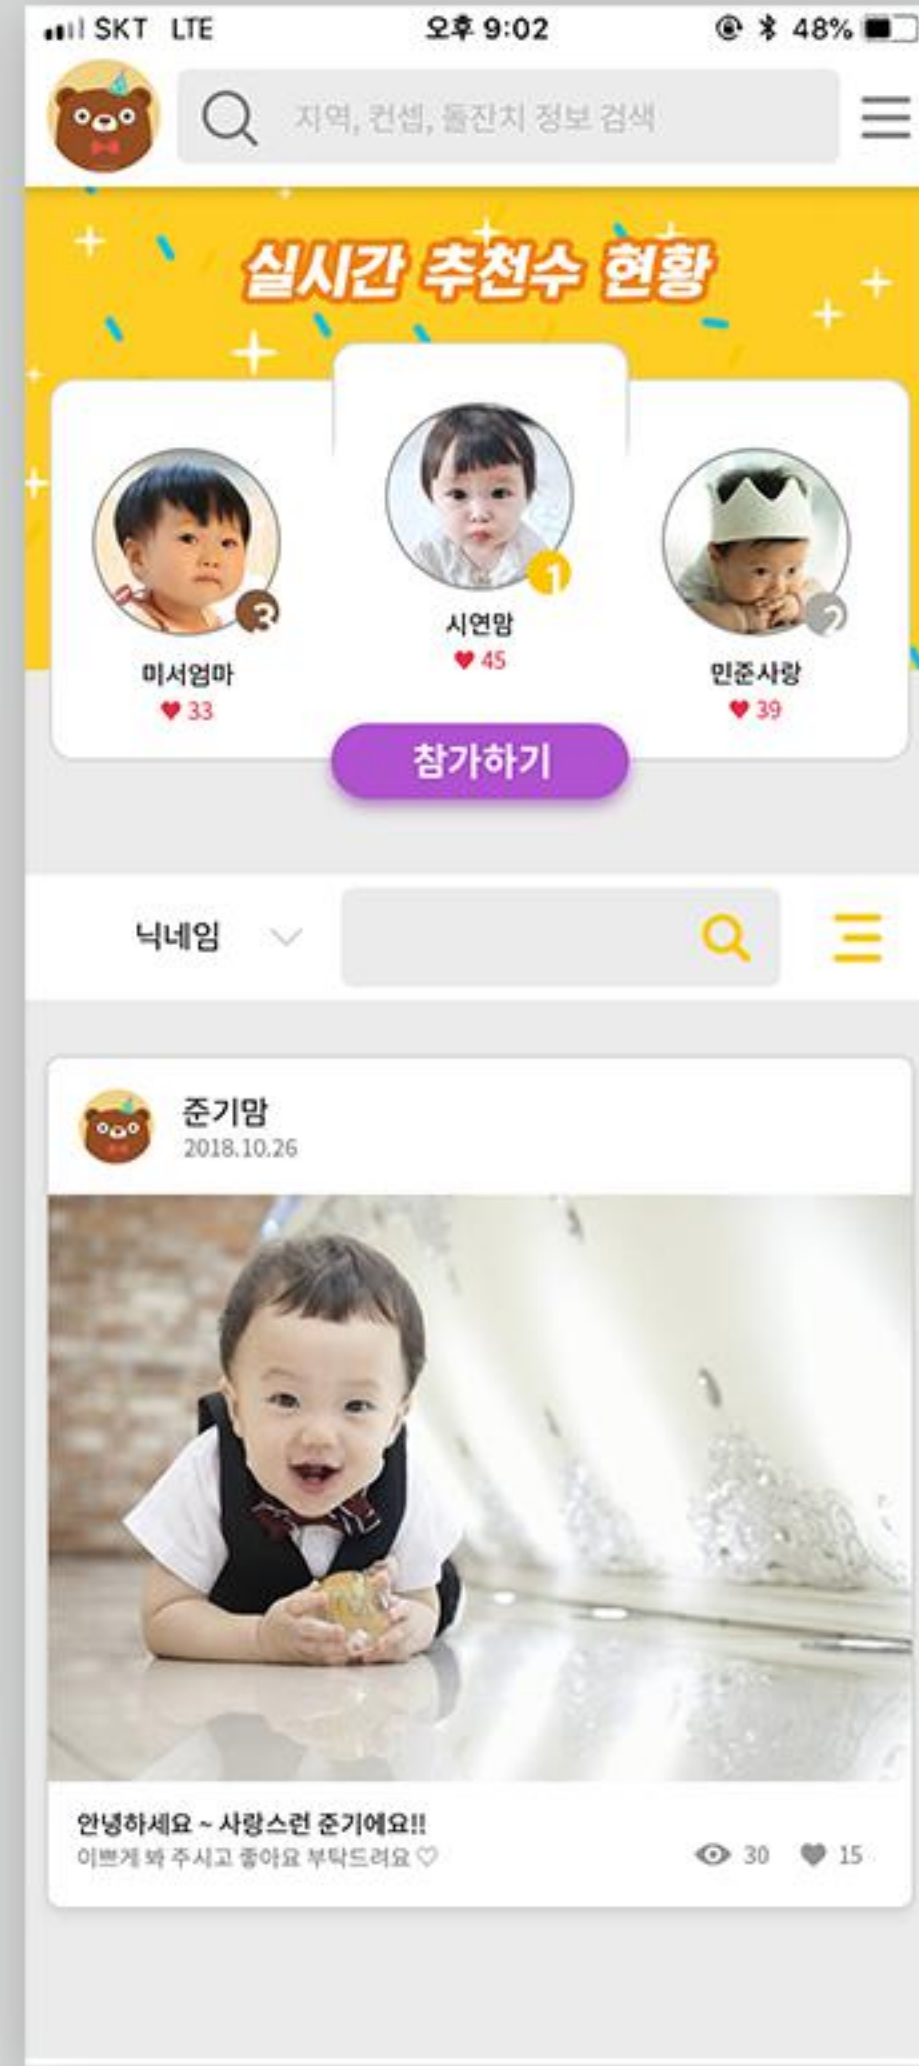 SKT LTE 오후 9:02 48%
지역, 컨셉, 돌잔치 정보 검색
실시간 추천수 현황
3
미서엄마
33
1
시연맘
45
2
민준사랑
39
참가하기
닉네임
준기맘
2018.10.26
안녕하세요 ~ 사랑스런 준기에요!!
이쁘게 봐 주시고 좋아요 부탁드려요 ♡
30 15